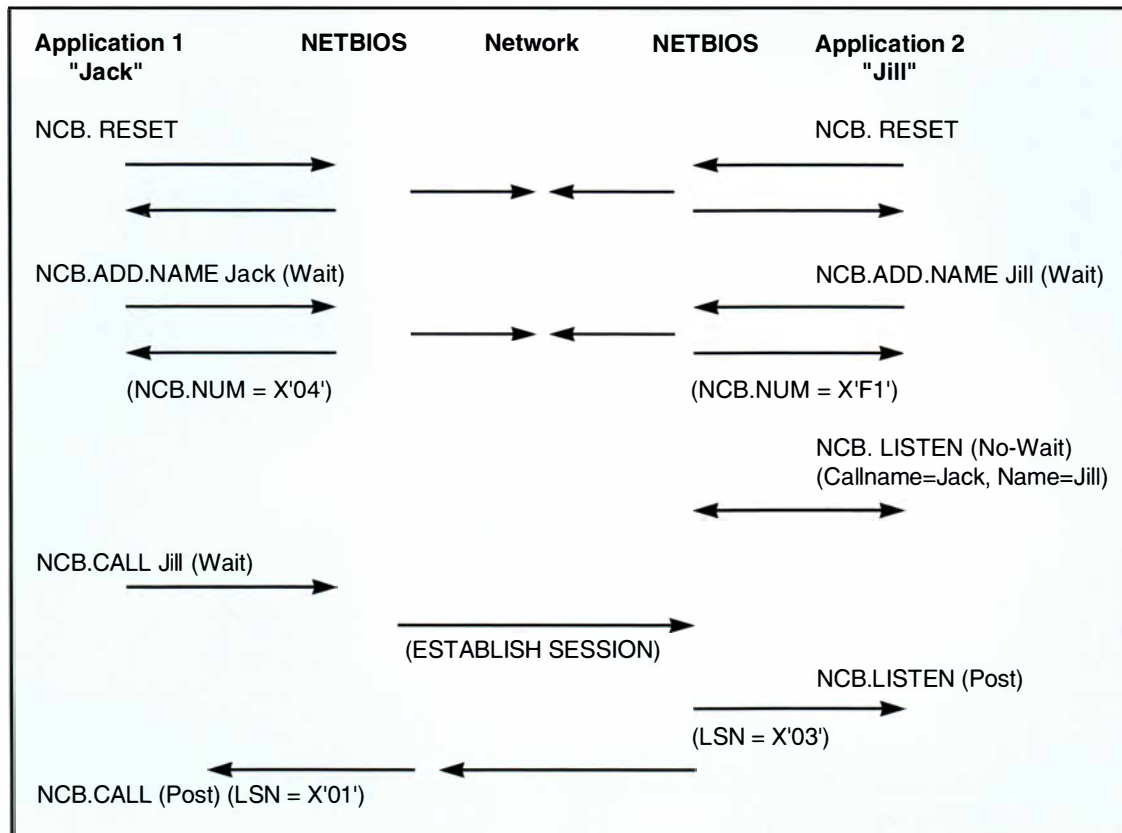 Application 1 NETBIOS Network NETBIOS Application 2
"Jack" "Jill"
NCB. RESET NCB. RESET
NCB.ADD.NAME Jack (Wait) NCB.ADD.NAME Jill (Wait)
(NCB.NUM = X'04') (NCB.NUM = X'F1')
NCB. LISTEN (No-Wait)
(Callname=Jack, Name=Jill)
NCB.CALL Jill (Wait)
(ESTABLISH SESSION)
NCB.LISTEN (Post)
(LSN = X'03')
NCB.CALL (Post) (LSN = X'01')